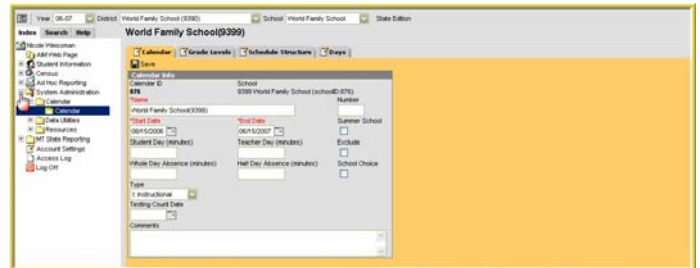 Year 06-07 District World Family School (9390) School World Family School State Edition
Index Search Help World Family School(9399)
Nicole Weissman
AIM Web Page
Student Information
Census
Ad Hoc Reporting
System Administration
Calendar
Calendar
Data Utilities
Resources
MT State Reporting
Account Settings
Access Log
Log Off
Calendar Grade Levels Schedule Structure Days
Save
Calendar Info
Calendar ID School
876 9399 World Family School (schoolID:976)
*Name Number
World Family School(9399)
*Start Date *End Date Summer School
08/15/2006 06/15/2007
Student Day (minutes) Teacher Day (minutes) Exclude
Whole Day Absence (minutes) Half Day Absence (minutes) School Choice
Type
I: Instructional
Testing Count Date
Comments